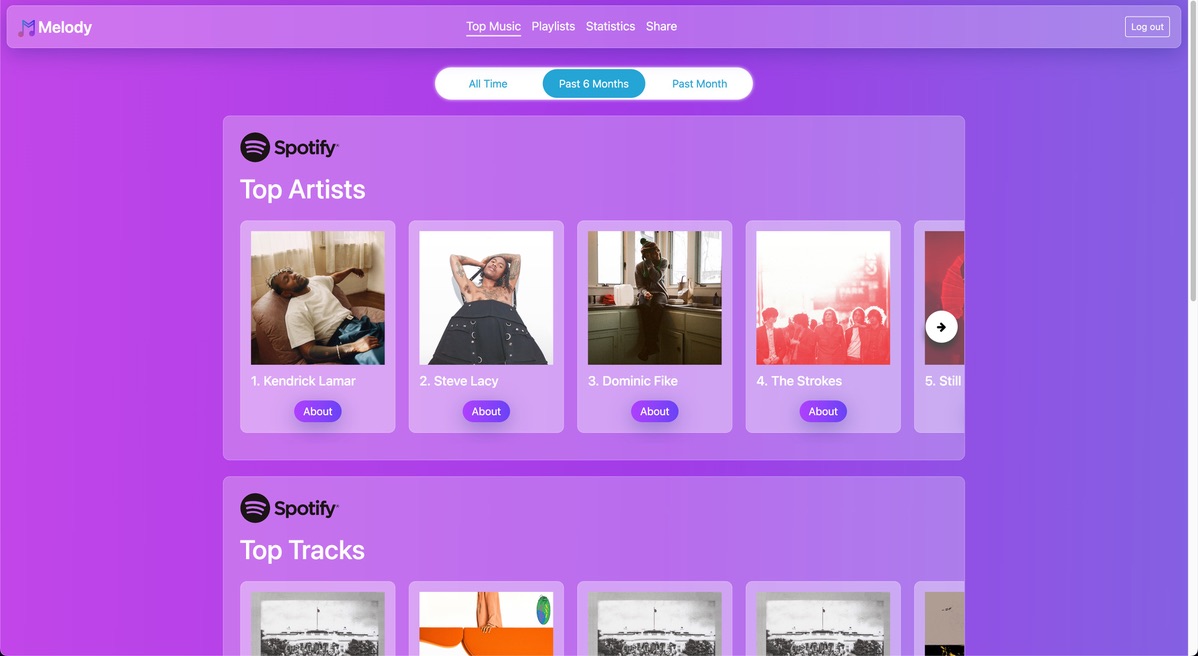 Melody
Top Music Playlists Statistics Share
Log out
All Time Past 6 Months Past Month
Spotify®
Top Artists
1. Kendrick Lamar
About
2. Steve Lacy
About
3. Dominic Fike
About
4. The Strokes
About
5. Still
Spotify®
Top Tracks